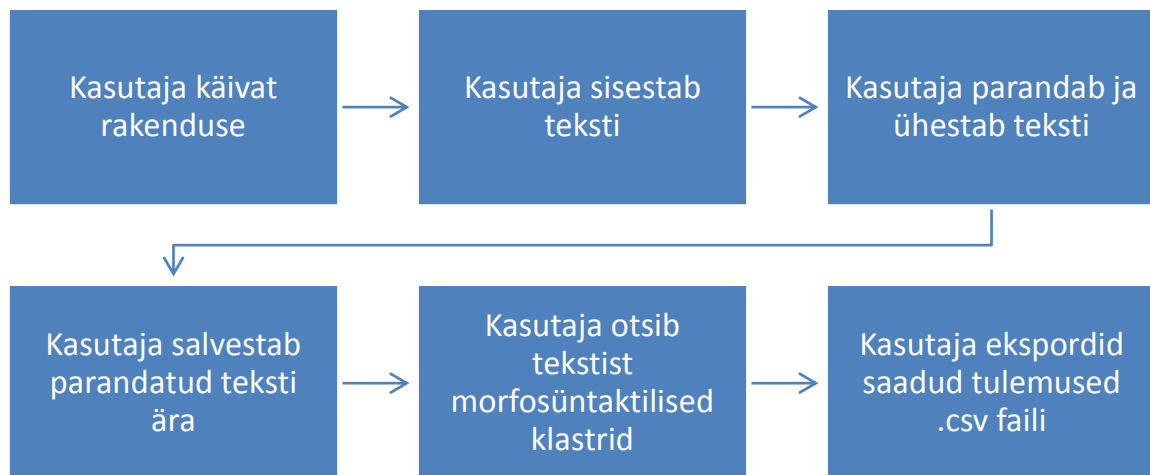 Kasutaja käivat
rakenduse
Kasutaja sisestab
teksti
Kasutaja parandab ja
ühestab teksti
Kasutaja salvestab
parandatud teksti
ära
Kasutaja otsib
tekstist
morfosüntaktilised
klastrid
Kasutaja ekspordid
saadud tulemused
.csv faili